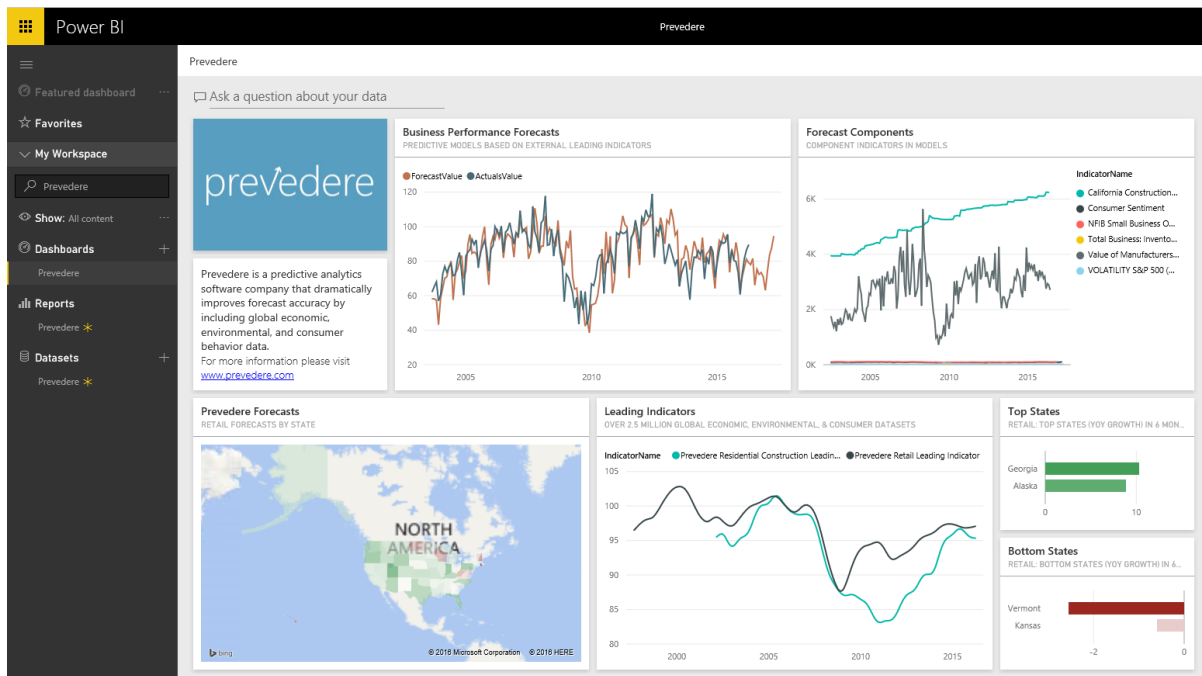 Power BI
Prevedere
Featured dashboard ...
Favorites
My Workspace
Prevedere
Show: All content ...
Dashboards +
Prevedere
Reports
Prevedere
Datasets +
Prevedere
Prevedere
Ask a question about your data
prevedere
Prevedere is a predictive analytics
software company that dramatically
improves forecast accuracy by
including global economic,
environmental, and consumer
behavior data.
For more information please visit
www.prevedere.com
Business Performance Forecasts
PREDICTIVE MODELS BASED ON EXTERNAL LEADING INDICATORS
ForecastValue ActualsValue
120
100
80
60
40
20
2005 2010 2015
Forecast Components
COMPONENT INDICATORS IN MODELS
6K
4K
2K
0K
2005 2010 2015
IndicatorName
California Construction...
Consumer Sentiment
NFIB Small Business O...
Total Business: Invento...
Value of Manufacturers...
VOLATILITY S&P 500 (...
Prevedere Forecasts
RETAIL FORECASTS BY STATE
NORTH
AMERICA
bing
© 2016 Microsoft Corporation © 2016 HERE
Leading Indicators
OVER 2.5 MILLION GLOBAL ECONOMIC, ENVIRONMENTAL, & CONSUMER DATASETS
IndicatorName Prevedere Residential Construction Leadin... Prevedere Retail Leading Indicator
105
100
95
90
85
80
2000 2005 2010 2015
Top States
RETAIL: TOP STATES (YOY GROWTH) IN 6 MON...
Georgia
Alaska
0 10
Bottom States
RETAIL: BOTTOM STATES (YOY GROWTH) IN 6...
Vermont
Kansas
-2 0